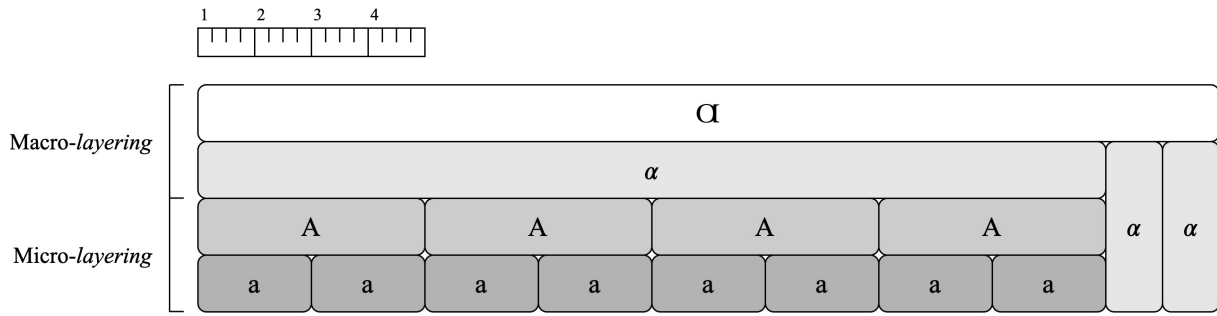 1 2 3 4
Macro-layering
ɑ
α
Micro-layering
A A A A α α
a a a a a a a a